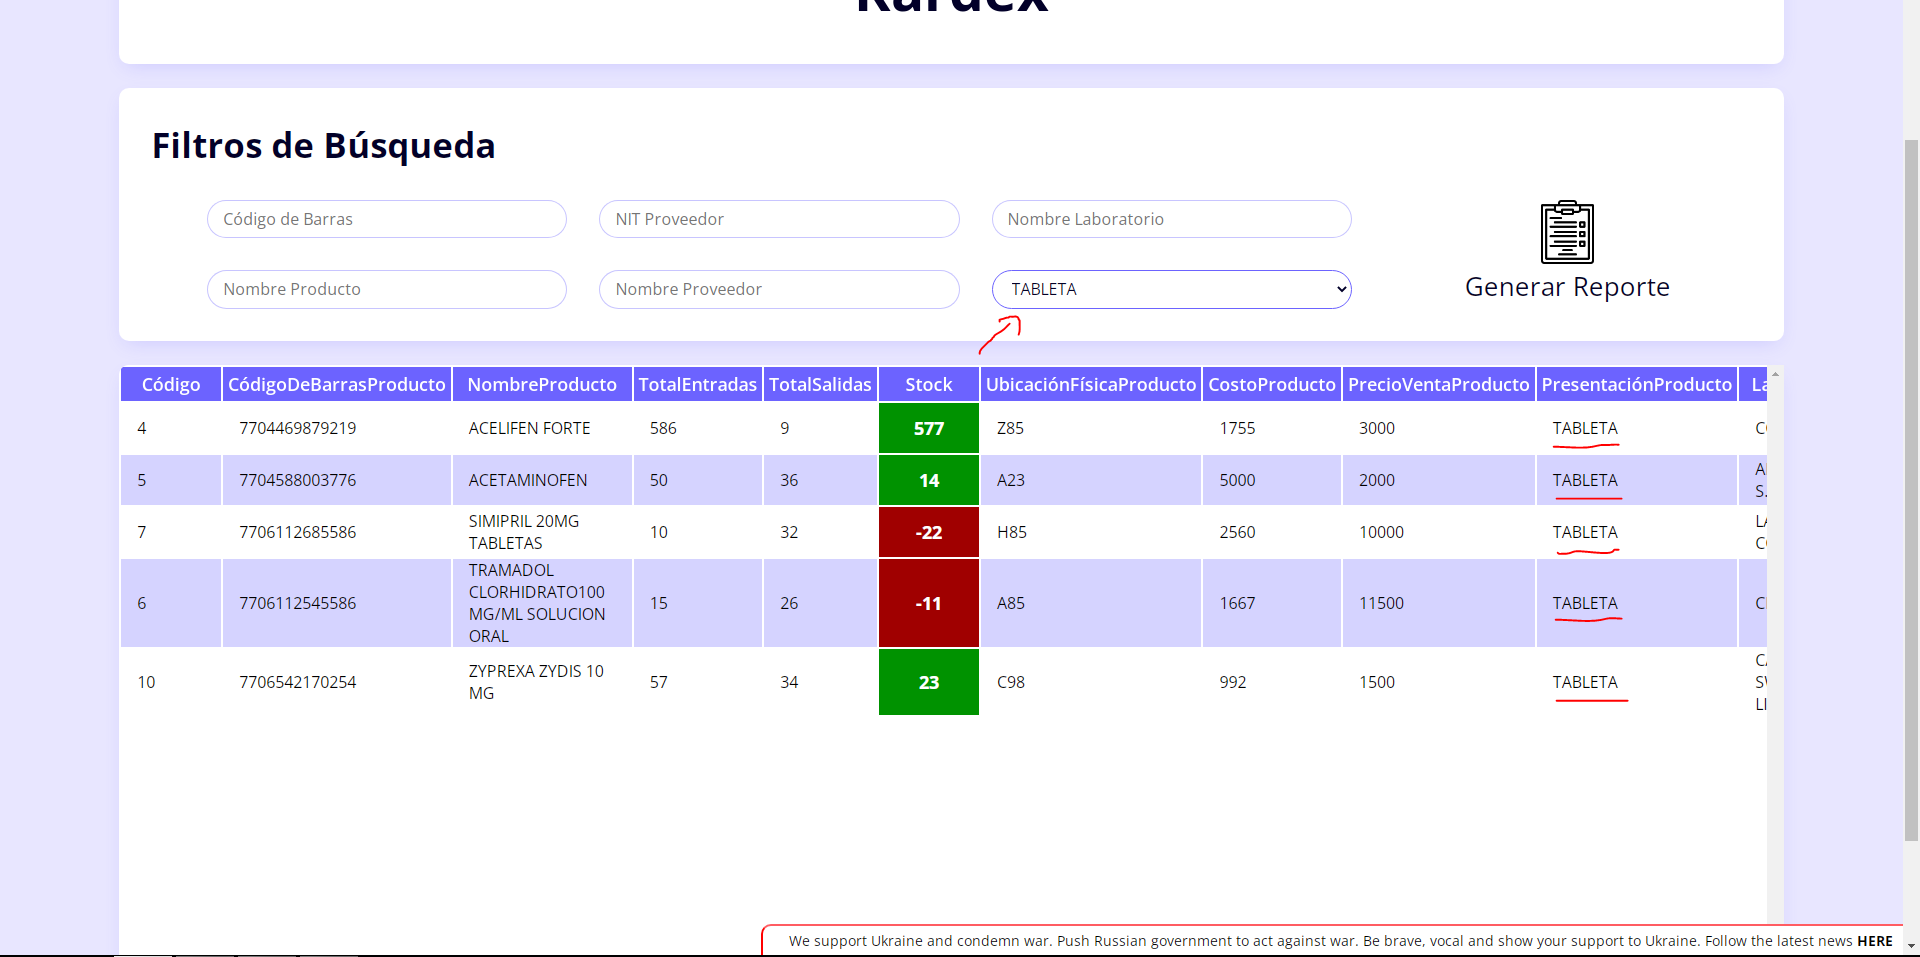 Kardex
Filtros de Búsqueda
Código de Barras
NIT Proveedor
Nombre Laboratorio
Nombre Producto
Nombre Proveedor
TABLETA
Generar Reporte
Código CódigoDeBarrasProducto NombreProducto TotalEntradas TotalSalidas Stock UbicaciónFísicaProducto CostoProducto PrecioVentaProducto PresentaciónProducto
4 7704469879219 ACELIFEN FORTE 586 9 577 Z85 1755 3000 TABLETA
5 7704588003776 ACETAMINOFEN 50 36 14 A23 5000 2000 TABLETA
7 7706112685586 SIMIPRIL 20MG
TABLETAS 10 32 -22 H85 2560 10000 TABLETA
6 7706112545586 TRAMADOL
CLORHIDRATO100
MG/ML SOLUCION
ORAL 15 26 -11 A85 1667 11500 TABLETA
10 7706542170254 ZYPREXA ZYDIS 10
MG 57 34 23 C98 992 1500 TABLETA
We support Ukraine and condemn war. Push Russian government to act against war. Be brave, vocal and show your support to Ukraine. Follow the latest news HERE